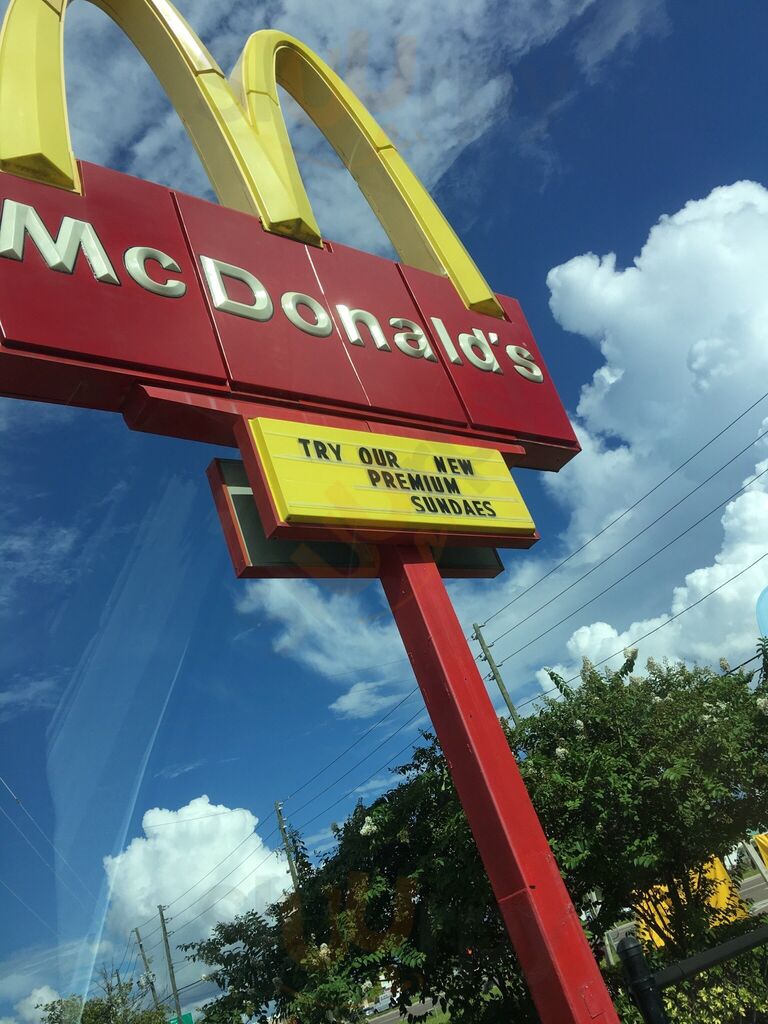 McDonald's
TRY OUR NEW
PREMIUM
SUNDAES